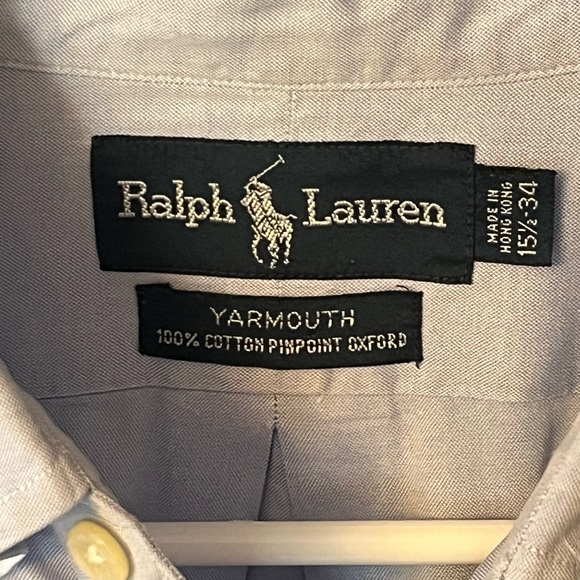 Ralph Lauren
MADE IN
HONG KONG
15½-34
YARMOUTH
100% COTTON PINPOINT OXFORD